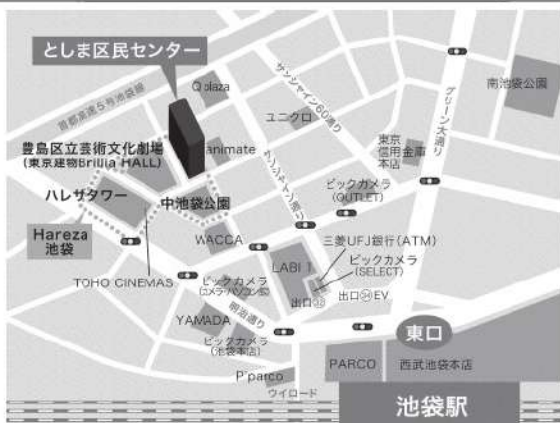 としま区民センター
首都高速5号池袋線
Q plaza
サンシャイン60通り
グリーン大通り
南池袋公園
ユニクロ
豊島区立芸術文化劇場
(東京建物Brillia HALL)
animate
東京
信用金庫
本店
サンシャイン通り
ハレザタワー
中池袋公園
ビックカメラ
(OUTLET)
Hareza
池袋
WACCA
三菱UFJ銀行(ATM)
TOHO CINEMAS
LABI 1
ビックカメラ
(SELECT)
ビックカメラ
(カメラ・パソコン館)
出口㉞EV
YAMADA
明治通り
東口
ビックカメラ
(池袋本店)
PARCO
西武池袋本店
P'parco
ウイロード
池袋駅